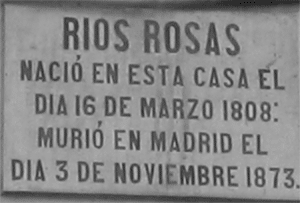 RIOS ROSAS
NACIÓ EN ESTA CASA EL
DIA 16 DE MARZO 1808:
MURIÓ EN MADRID EL
DIA 3 DE NOVIEMBRE 1873.